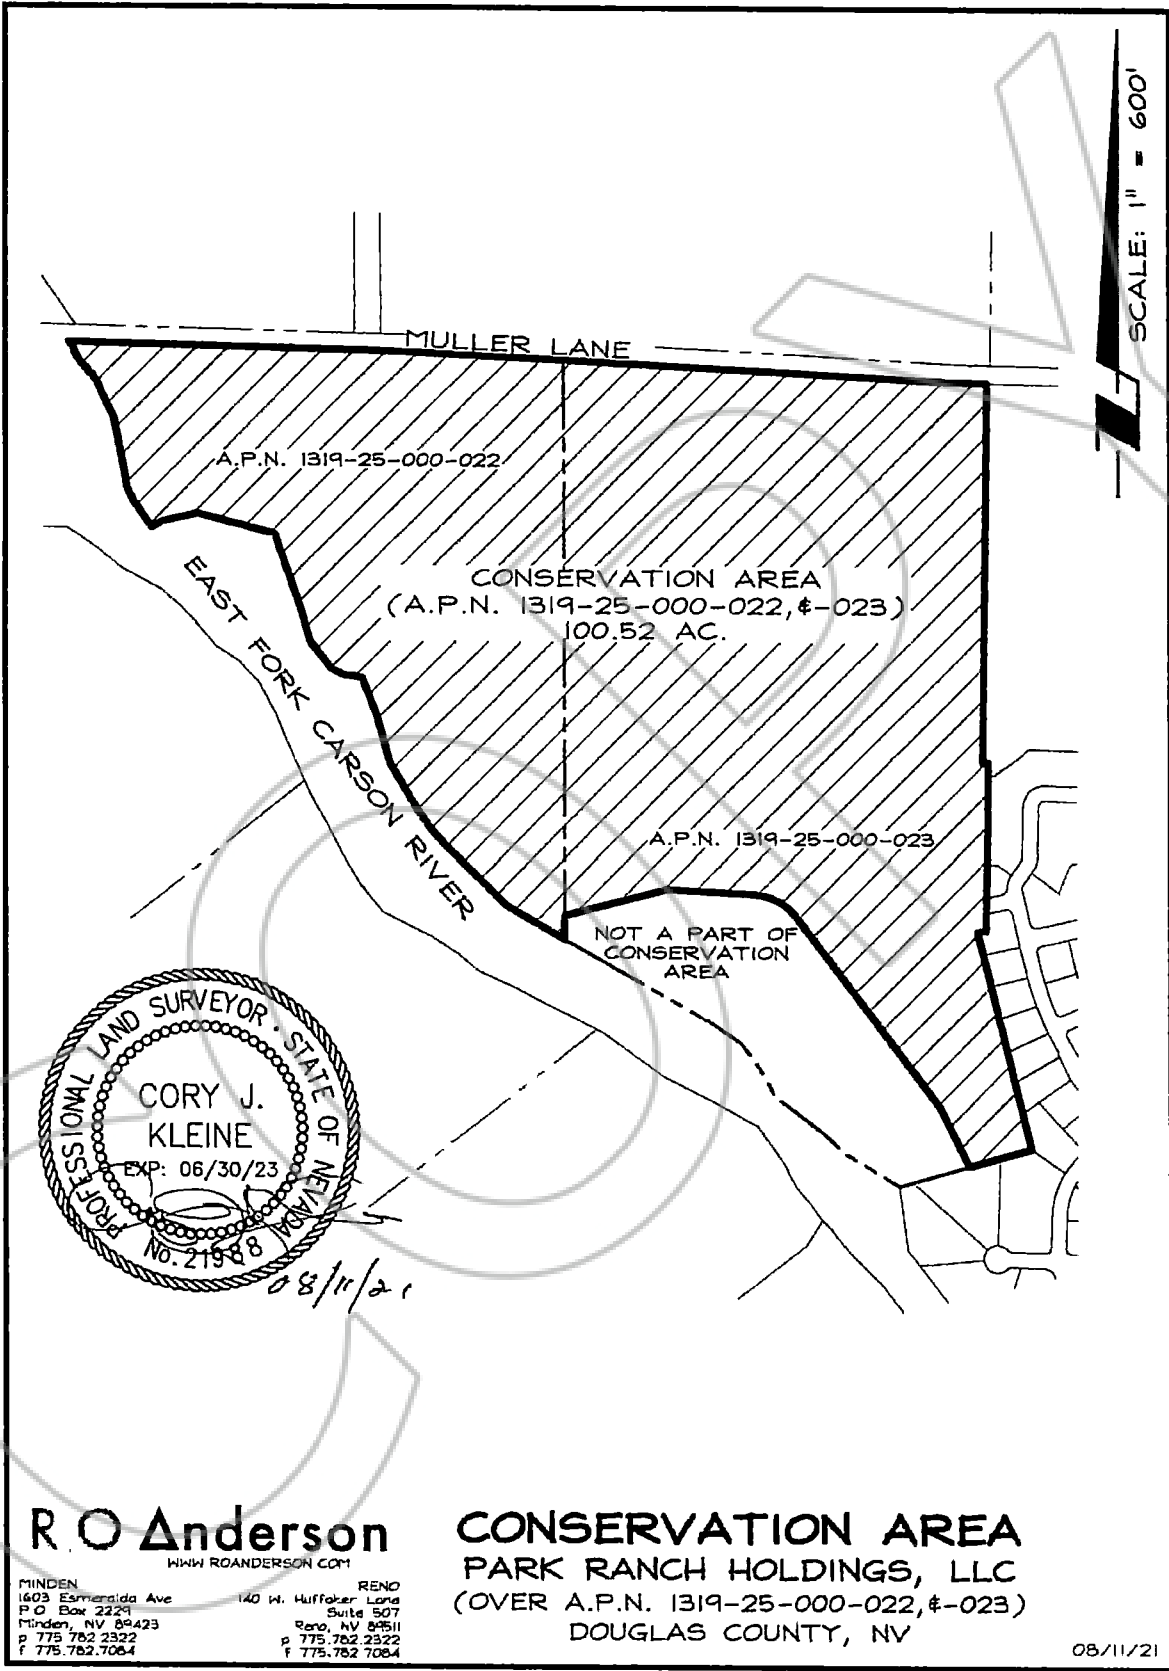 SCALE: 1" = 600'
MULLER LANE
A.P.N. 1319-25-000-022
CONSERVATION AREA
(A.P.N. 1319-25-000-022,&-023)
100.52 AC.
EAST FORK CARSON RIVER
A.P.N. 1319-25-000-023
NOT A PART OF
CONSERVATION
AREA
PROFESSIONAL LAND SURVEYOR · STATE OF NEVADA
CORY J.
KLEINE
EXP: 06/30/23
No. 21988
08/11/21
COPY
R O Anderson
WWW ROANDERSON COM
MINDEN
1603 Esmeralda Ave
P O Box 2229
Minden, NV 89423
p 775 782 2322
f 775.782.7084
RENO
140 W. Huffaker Lane
Suite 507
Reno, NV 89511
p 775.782.2322
f 775.782 7084
CONSERVATION AREA
PARK RANCH HOLDINGS, LLC
(OVER A.P.N. 1319-25-000-022,&-023)
DOUGLAS COUNTY, NV
08/11/21